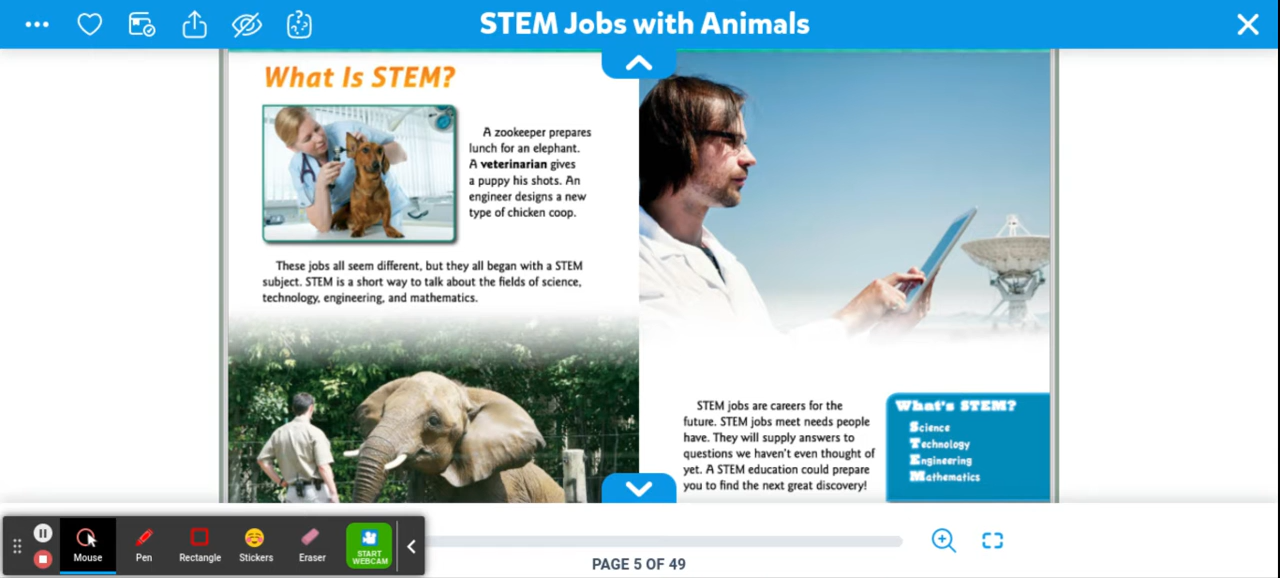 STEM Jobs with Animals
What Is STEM?
A zookeeper prepares
lunch for an elephant.
A veterinarian gives
a puppy his shots. An
engineer designs a new
type of chicken coop.
These jobs all seem different, but they all began with a STEM
subject. STEM is a short way to talk about the fields of science,
technology, engineering, and mathematics.
STEM jobs are careers for the
future. STEM jobs meet needs people
have. They will supply answers to
questions we haven't even thought of
yet. A STEM education could prepare
you to find the next great discovery!
What's STEM?
Science
Technology
Engineering
Mathematics
Mouse
Pen
Rectangle
Stickers
Eraser
START
WEBCAM
PAGE 5 OF 49